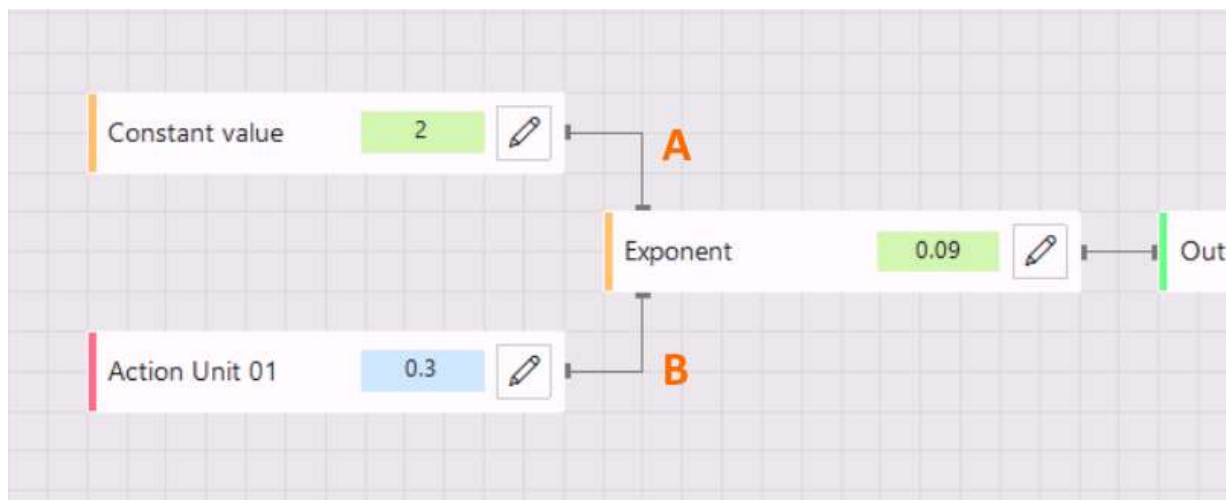 Constant value 2
A
Exponent 0.09 Out
Action Unit 01 0.3
B